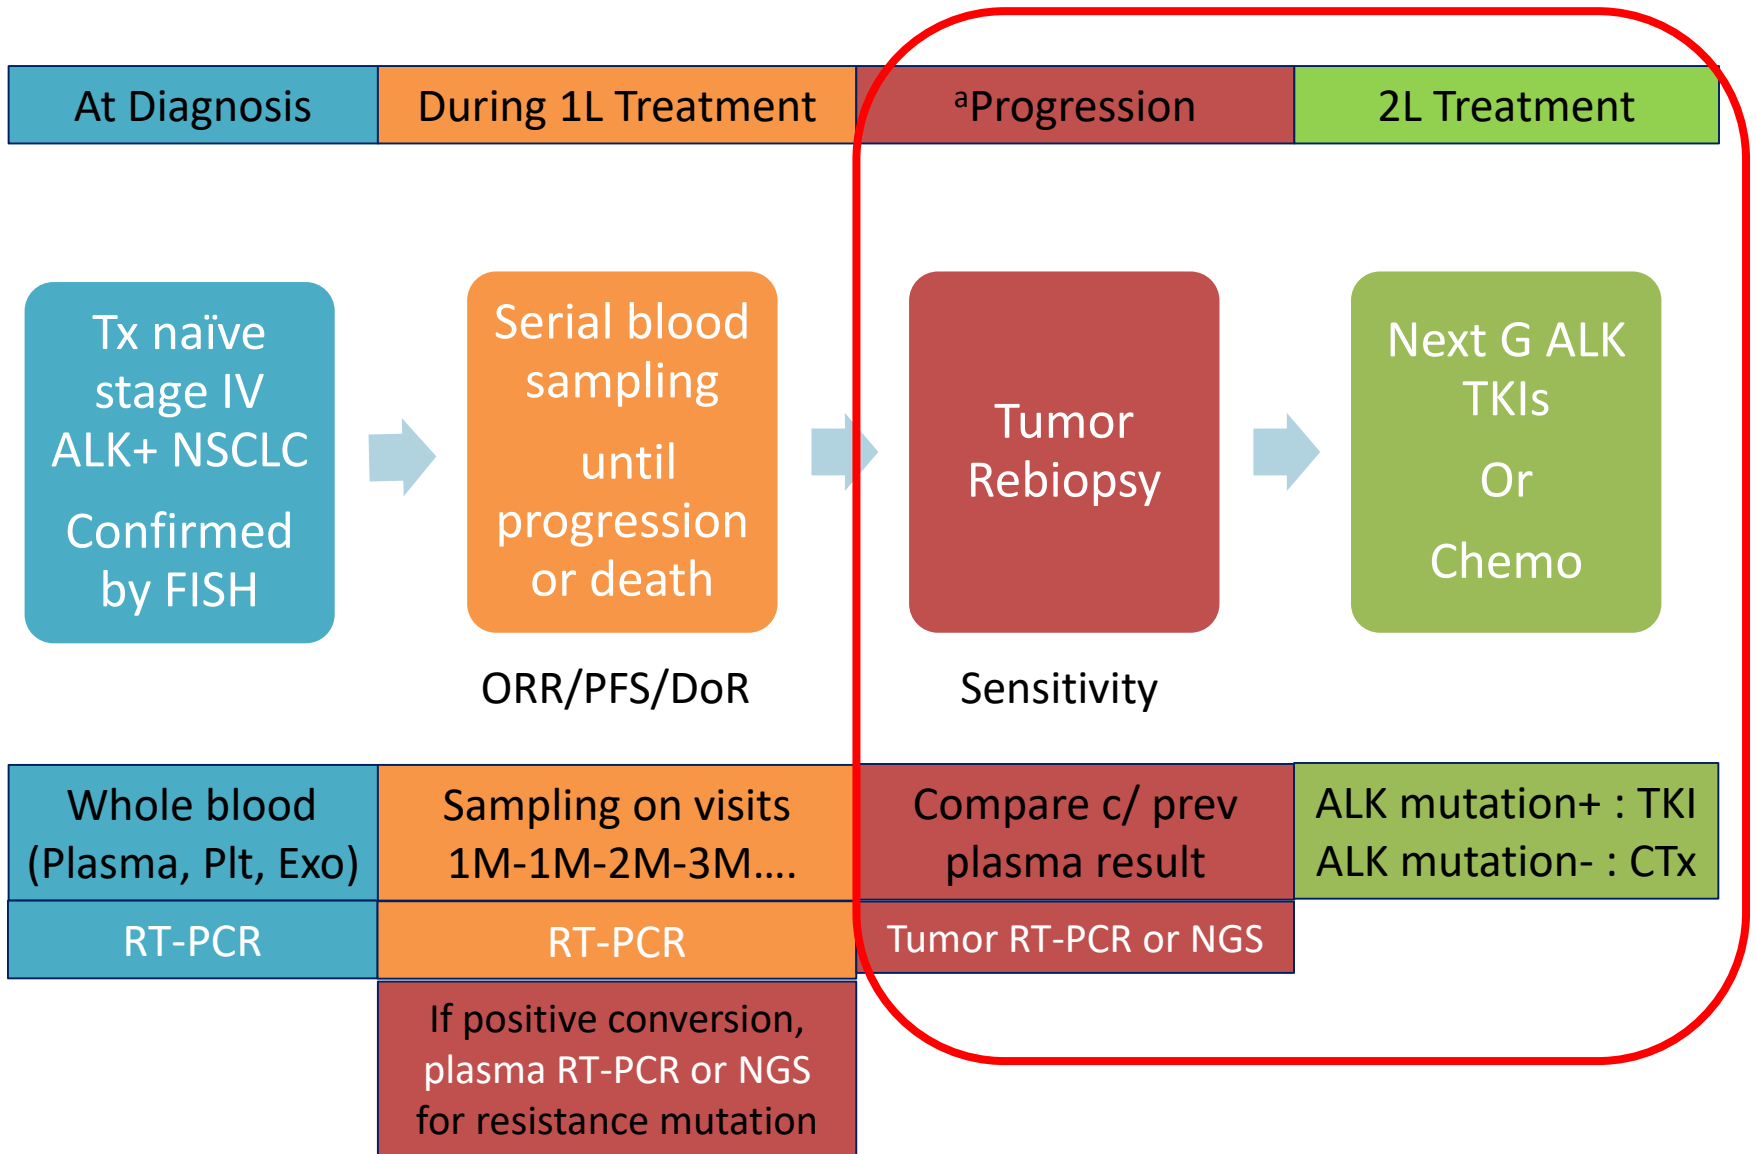 At Diagnosis
During 1L Treatment
ᵃProgression
2L Treatment
Tx naïve
stage IV
ALK+ NSCLC
Confirmed
by FISH
Serial blood
sampling
until
progression
or death
Tumor
Rebiopsy
Next G ALK
TKIs
Or
Chemo
ORR/PFS/DoR
Sensitivity
Whole blood
(Plasma, Plt, Exo)
Sampling on visits
1M-1M-2M-3M....
Compare c/ prev
plasma result
ALK mutation+ : TKI
ALK mutation- : CTx
RT-PCR
RT-PCR
Tumor RT-PCR or NGS
If positive conversion,
plasma RT-PCR or NGS
for resistance mutation